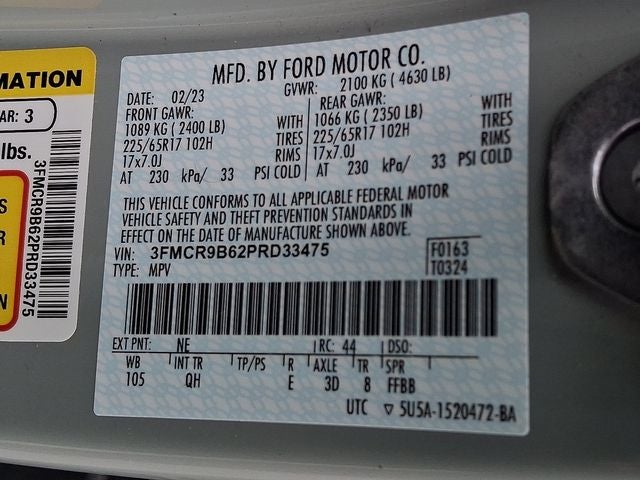 MFD. BY FORD MOTOR CO.
DATE: 02/23 GVWR: 2100 KG ( 4630 LB)
FRONT GAWR: REAR GAWR:
1089 KG ( 2400 LB) WITH 1066 KG ( 2350 LB) WITH
225/65R17 102H TIRES 225/65R17 102H TIRES
17x7.0J RIMS 17x7.0J RIMS
AT 230 kPa/ 33 PSI COLD AT 230 kPa/ 33 PSI COLD
THIS VEHICLE CONFORMS TO ALL APPLICABLE FEDERAL MOTOR
VEHICLE SAFETY AND THEFT PREVENTION STANDARDS IN
EFFECT ON THE DATE OF MANUFACTURE SHOWN ABOVE.
VIN: 3FMCR9B62PRD33475 F0163
TYPE: MPV T0324
EXT PNT: NE RC: 44 DSO:
WB INT TR TP/PS R AXLE TR SPR
105 QH E 3D 8 FFBB
UTC ▽ 5U5A-1520472-BA
MATION
AR: 3
lbs.
3FMCR9B62PRD33475
S
R
N